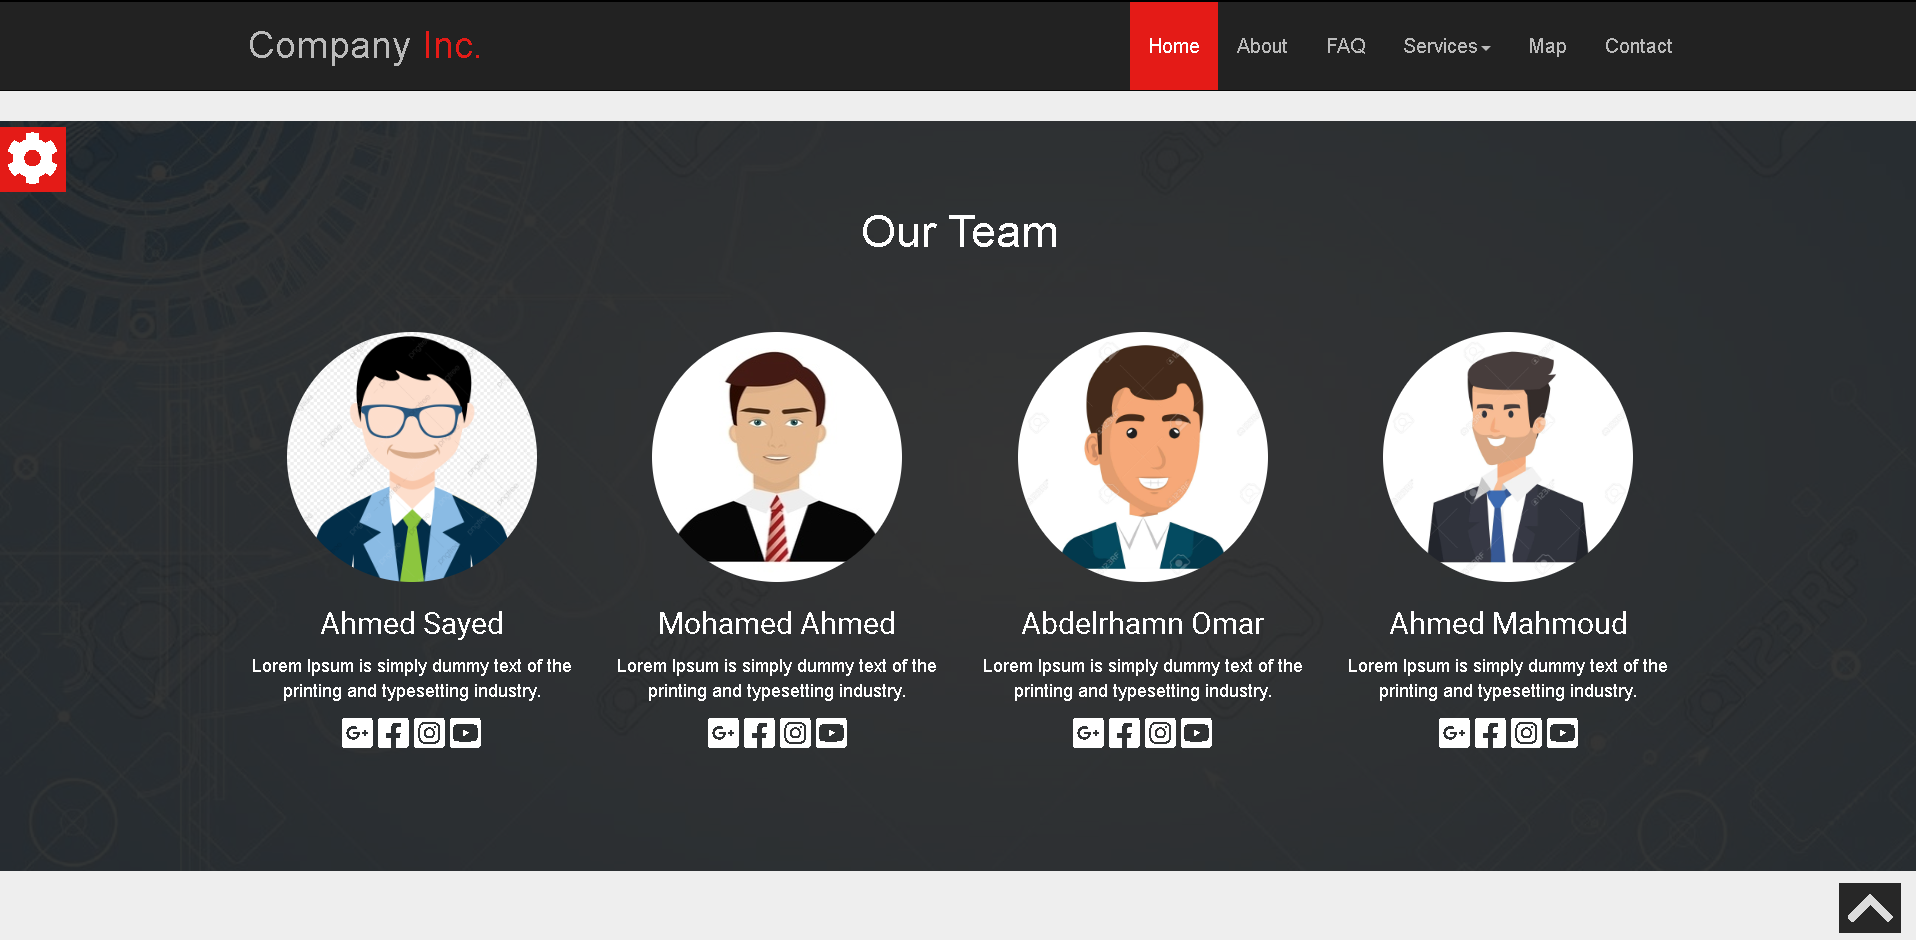 Company Inc.
Home About FAQ Services Map Contact
Our Team
Ahmed Sayed
Lorem Ipsum is simply dummy text of the
printing and typesetting industry.
Mohamed Ahmed
Lorem Ipsum is simply dummy text of the
printing and typesetting industry.
Abdelrhamn Omar
Lorem Ipsum is simply dummy text of the
printing and typesetting industry.
Ahmed Mahmoud
Lorem Ipsum is simply dummy text of the
printing and typesetting industry.
123RF